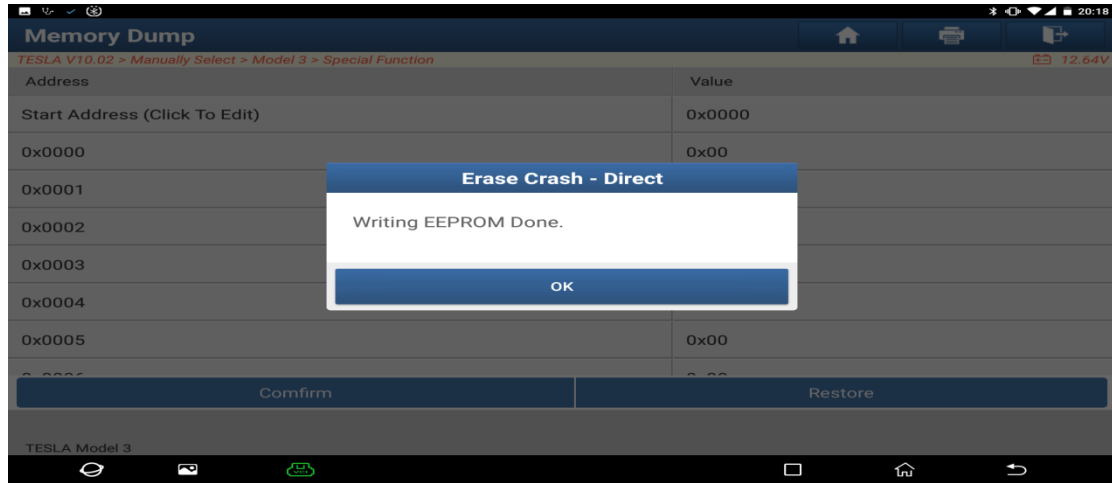 20:18
Memory Dump
TESLA V10.02 > Manually Select > Model 3 > Special Function
12.64V
Address Value
Start Address (Click To Edit) 0x0000
0x0000 0x00
Erase Crash - Direct
0x0001
Writing EEPROM Done.
0x0002
0x0003
OK
0x0004
0x0005 0x00
Comfirm Restore
TESLA Model 3
VCI